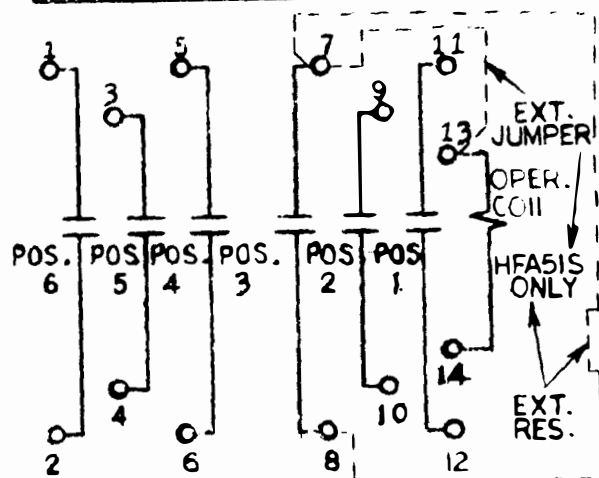 1
5
7
11
3
9
13
EXT.
JUMPER
OPER.
COIL
POS.
6
POS.
5
POS.
4
POS.
3
POS
2
POS
1
HFA51S
ONLY
14
4
10
EXT.
RES.
2
6
8
12